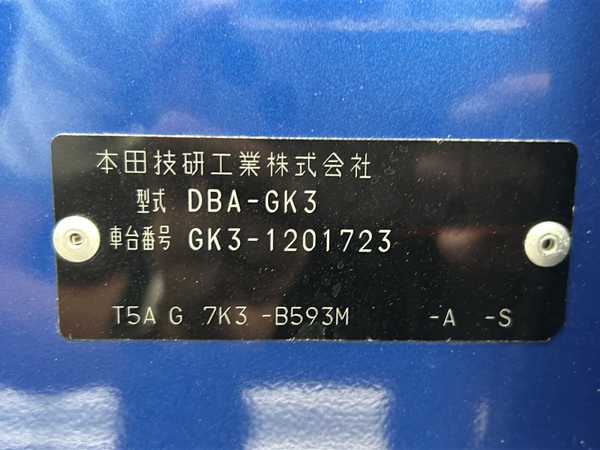 本田技研工業株式会社
型式 DBA-GK3
車台番号 GK3-1201723
T5A G 7K3 -B593M -A -S